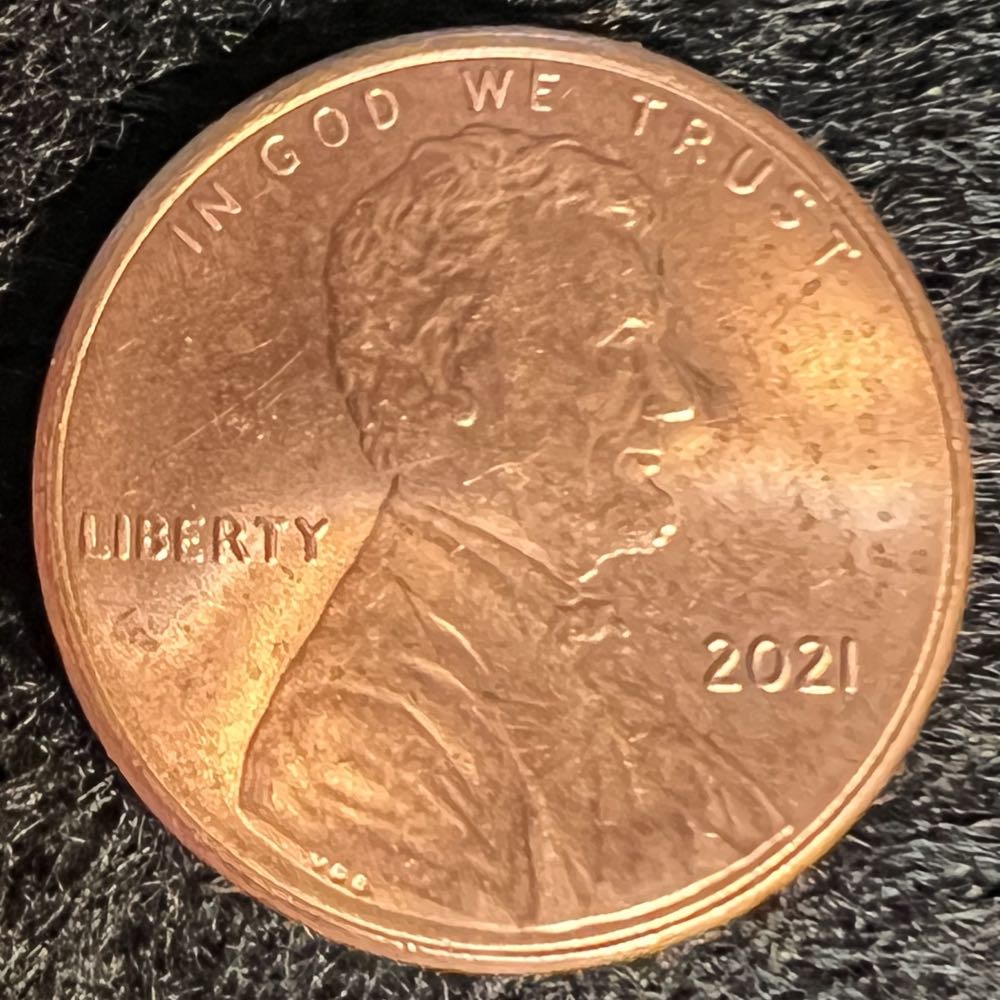 IN GOD WE TRUST
LIBERTY
2021
VDB